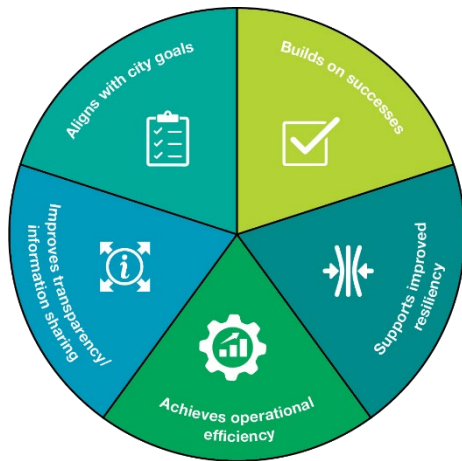 Aligns with city goals
Builds on successes
Supports improved
resiliency
Achieves operational
efficiency
Improves transparency/
information sharing
i